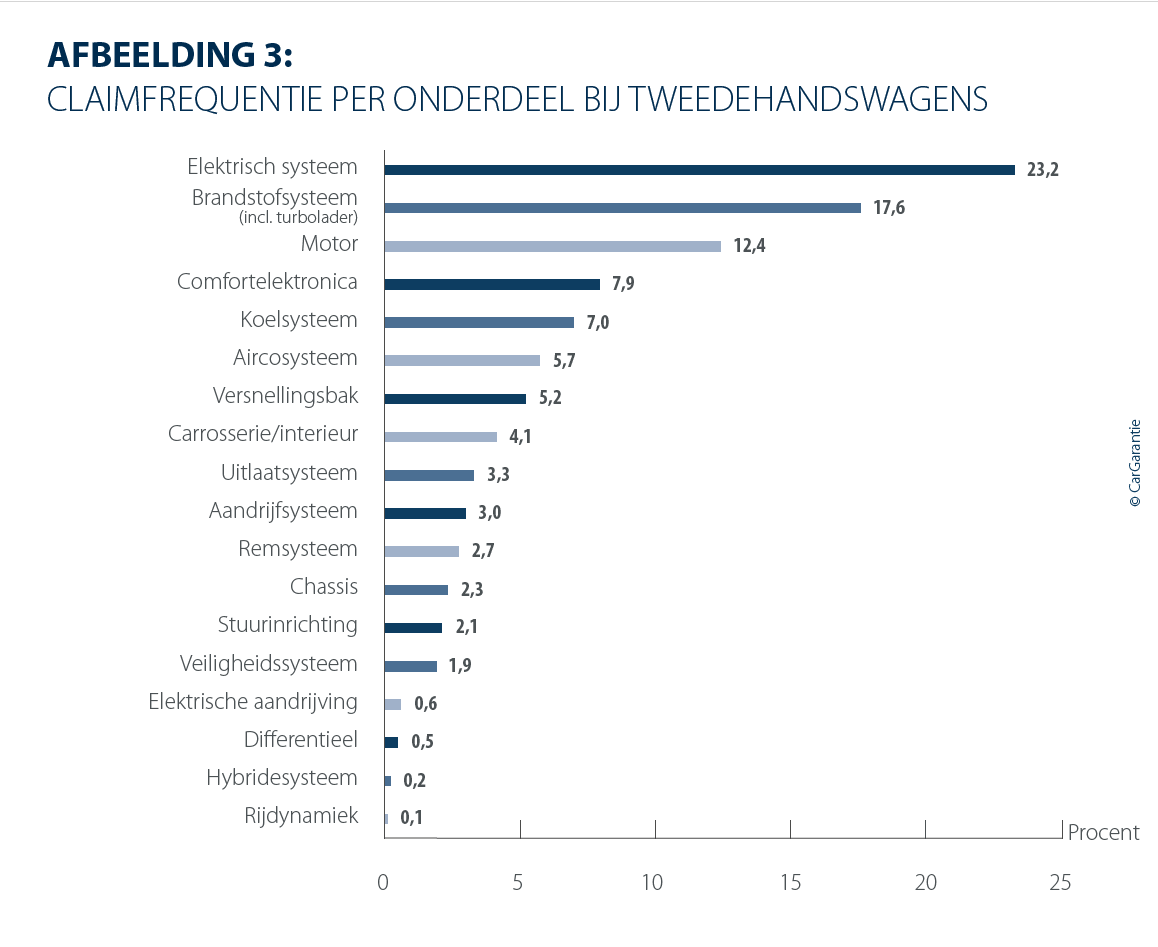 AFBEELDING 3:
CLAIMFREQUENTIE PER ONDERDEEL BIJ TWEEDEHANDSWAGENS
Elektrisch systeem 23,2
Brandstofsysteem
(incl. turbolader) 17,6
Motor 12,4
Comfortelektronica 7,9
Koelsysteem 7,0
Aircosysteem 5,7
Versnellingsbak 5,2
Carrosserie/interieur 4,1
Uitlaatsysteem 3,3
Aandrijfsysteem 3,0
Remsysteem 2,7
Chassis 2,3
Stuurinrichting 2,1
Veiligheidssysteem 1,9
Elektrische aandrijving 0,6
Differentieel 0,5
Hybridesysteem 0,2
Rijdynamiek 0,1
Procent
0 5 10 15 20 25
© CarGarantie